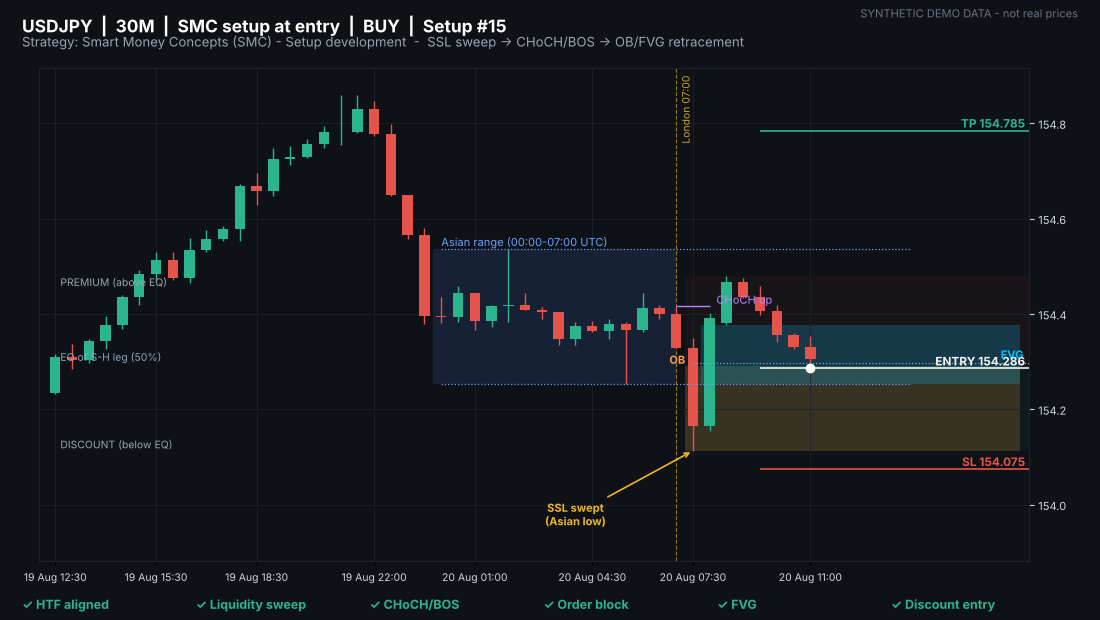 USDJPY | 30M | SMC setup at entry | BUY | Setup #15
SYNTHETIC DEMO DATA - not real prices
Strategy: Smart Money Concepts (SMC) - Setup development - SSL sweep → CHoCH/BOS → OB/FVG retracement
London 07:00
TP 154.785
154.8
154.6
Asian range (00:00-07:00 UTC)
PREMIUM (above EQ)
CHoCH up
154.4
EQ of S-H leg (50%)
OB
FVG
ENTRY 154.286
154.2
DISCOUNT (below EQ)
SL 154.075
SSL swept
(Asian low)
154.0
19 Aug 12:30
19 Aug 15:30
19 Aug 18:30
19 Aug 22:00
20 Aug 01:00
20 Aug 04:30
20 Aug 07:30
20 Aug 11:00
✓ HTF aligned
✓ Liquidity sweep
✓ CHoCH/BOS
✓ Order block
✓ FVG
✓ Discount entry